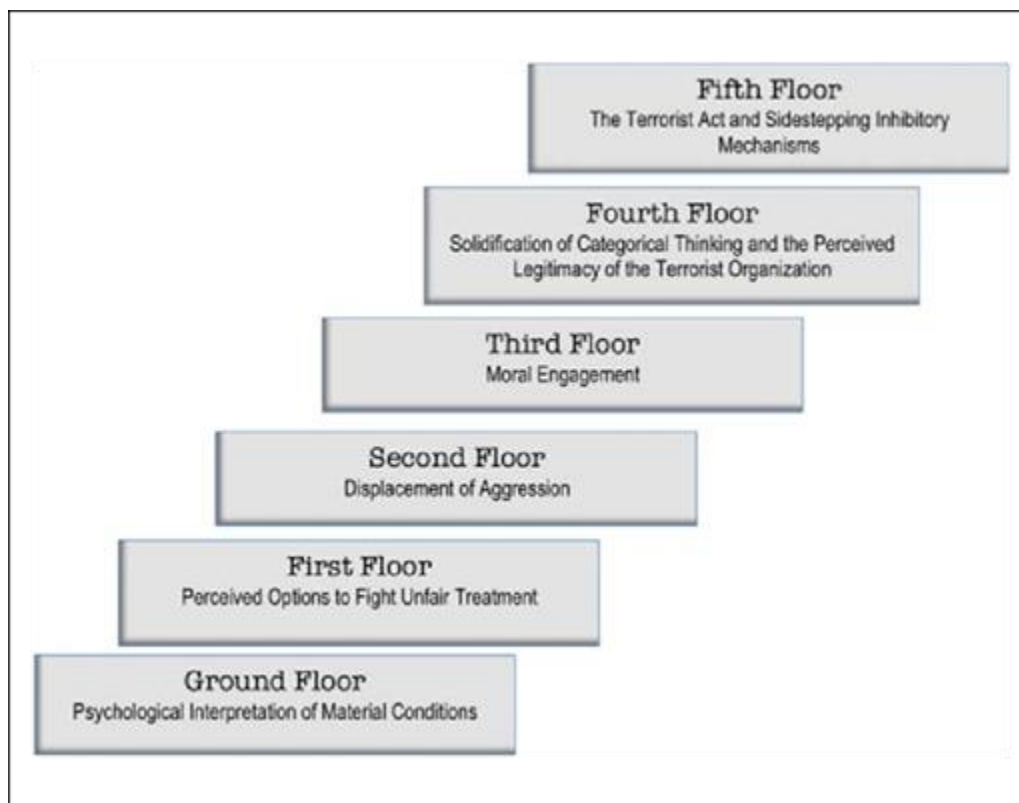 Fifth Floor
The Terrorist Act and Sidestepping Inhibitory
Mechanisms
Fourth Floor
Solidification of Categorical Thinking and the Perceived
Legitimacy of the Terrorist Organization
Third Floor
Moral Engagement
Second Floor
Displacement of Aggression
First Floor
Perceived Options to Fight Unfair Treatment
Ground Floor
Psychological Interpretation of Material Conditions